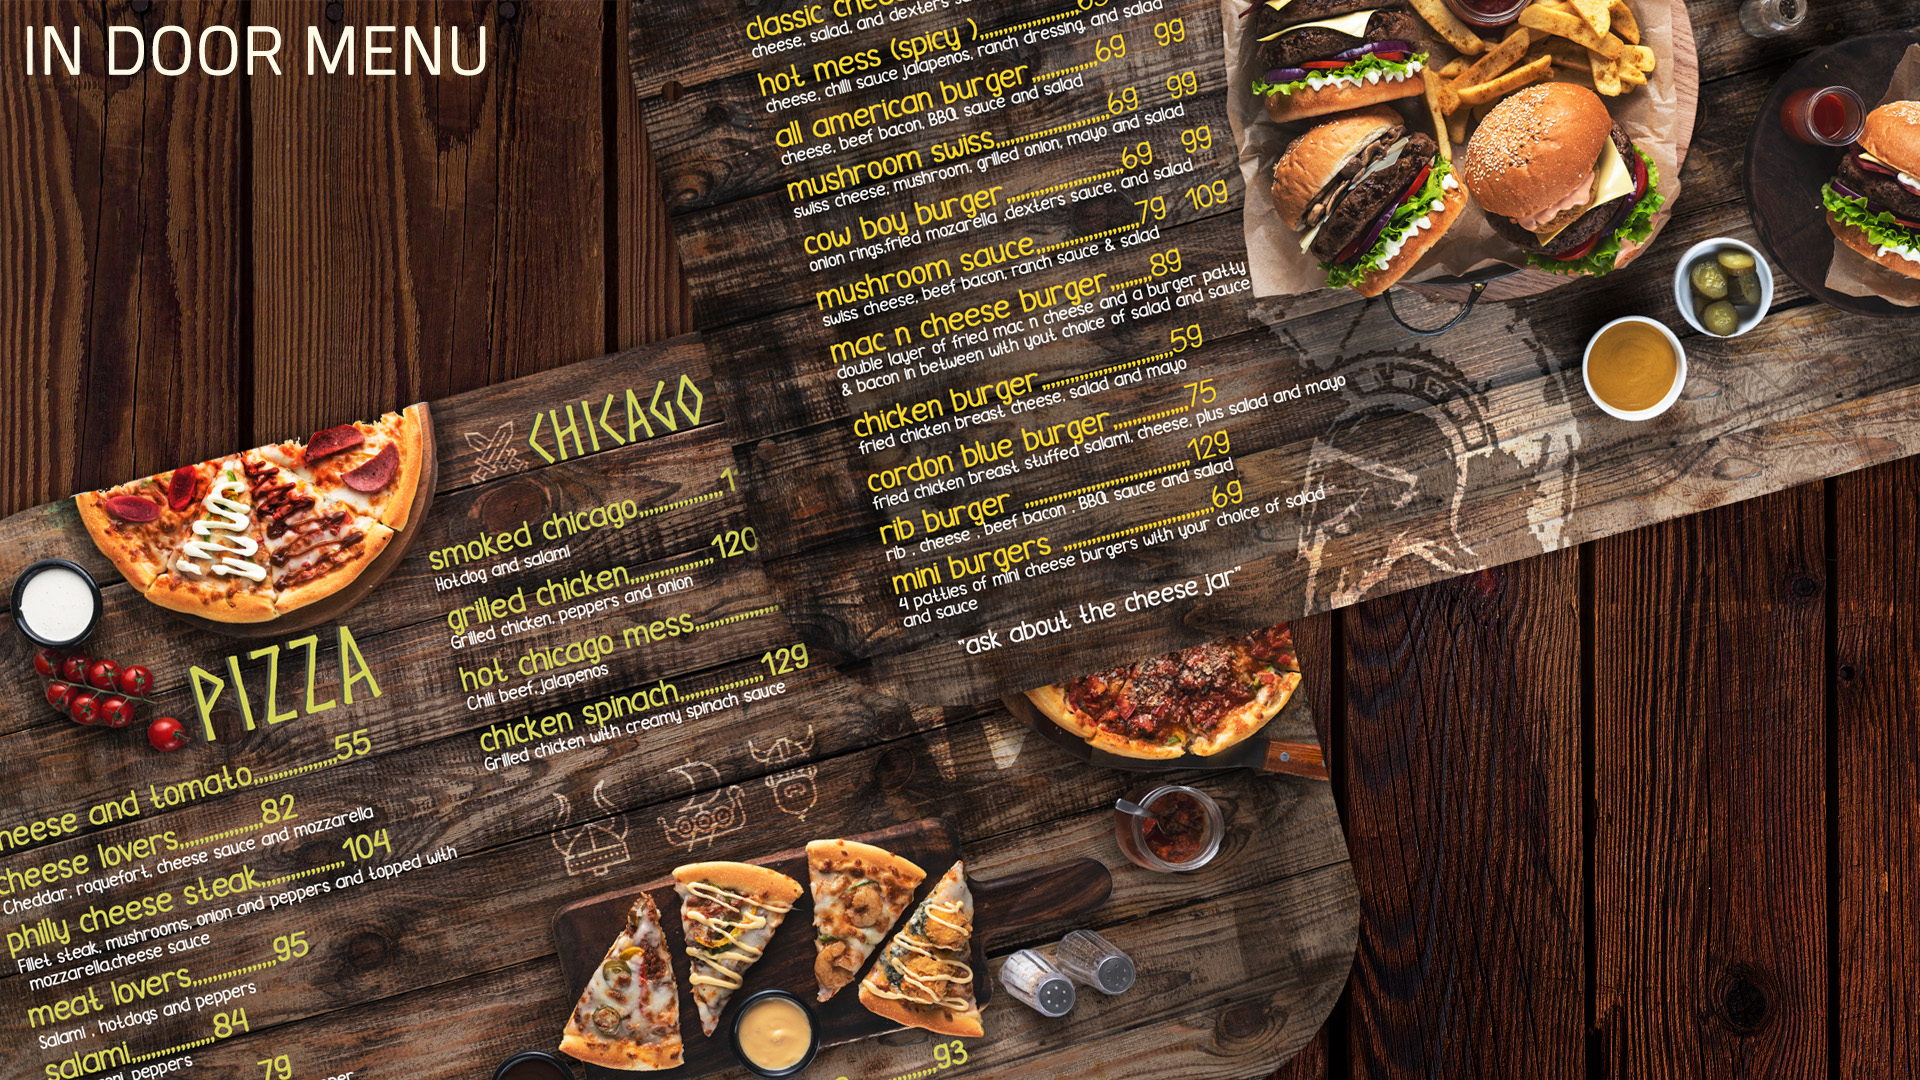 IN DOOR MENU
classic
cheese, salad, and dexters
hot mess (spicy )
cheese, chilli sauce jalapenos, ranch dressing, and salad
all american burger,,,,,,,,,,,,69 99
cheese, beef bacon, BBQ, sauce and salad
mushroom swiss,,,,,,,,,,,,,,,,,,,,69 99
swiss cheese, mushroom, grilled onion, mayo and salad
cow boy burger ,,,,,,,,,,,,,,,,,,,,,69 99
onion rings,fried mozarella ,dexters sauce, and salad
mushroom sauce,,,,,,,,,,,,,,,,,,79 109
swiss cheese, beef bacon, ranch sauce & salad
mac n cheese burger ,,,,,,,,89
double layer of fried mac n cheese and a burger patty
& bacon in between with yout choice of salad and sauce
chicken burger,,,,,,,,,,,,,,,,,,,,,,,59
fried chicken breast cheese, salad and mayo
cordon blue burger,,,,,,,,,,,,,75
fried chicken breast stuffed salami, cheese, plus salad and mayo
rib burger ,,,,,,,,,,,,,,,,,,,,,,,,,,,,,129
rib , cheese , beef bacon , BBQ, sauce and salad
mini burgers ,,,,,,,,,,,,,,,,,,,,,,,,,,69
4 patties of mini cheese burgers with your choice of salad
and sauce
"ask about the cheese jar"
CHICAGO
smoked chicago,,,,,,,,,,,,,,
Hotdog and salami
grilled chicken,,,,,,,,,,,,,,120
Grilled chicken, peppers and onion
hot chicago mess,,,,,,,,,,,,,,
Chili beef,jalapenos
chicken spinach,,,,,,,,,,,,,,129
Grilled chicken with creamy spinach sauce
PIZZA
heese and tomato,,,,,,,,,,,,,,55
cheese lovers,,,,,,,,,,,,,,82
Cheddar, roquefort, cheese sauce and mozzarella
philly cheese steak,,,,,,,,,,,,,,104
Fillet steak, mushrooms, onion and peppers and topped with
mozzarella,cheese sauce
meat lovers,,,,,,,,,,,,,,95
Salami , hotdogs and peppers
salami,,,,,,,,,,,,,,84
peppers
79
93